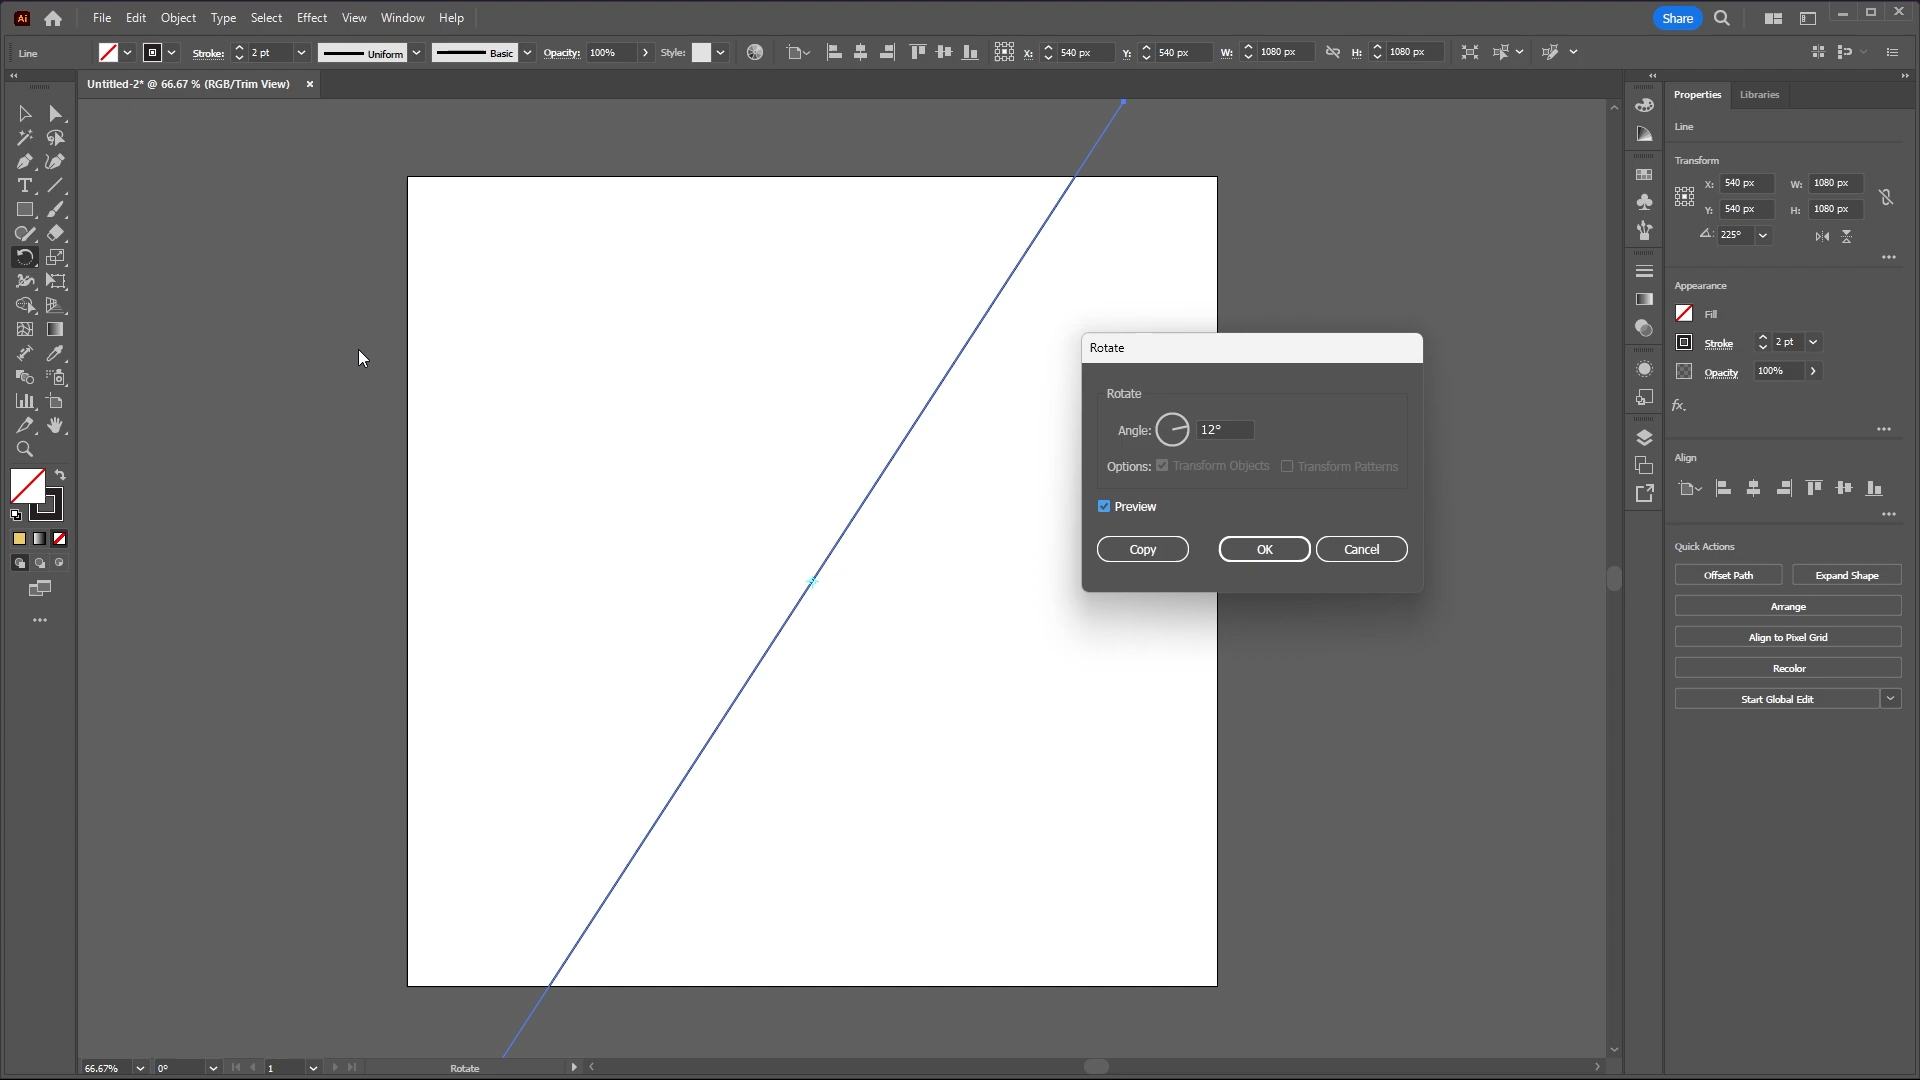 Ai File Edit Object Type Select Effect View Window Help Share
Line Stroke: 2 pt Uniform Basic Opacity: 100% Style: X: 540 px Y: 540 px W: 1080 px H: 1080 px
Untitled-2* @ 66.67 % (RGB/Trim View) ×
Properties Libraries
Line
Transform
X: 540 px W: 1080 px
Y: 540 px H: 1080 px
225°
Appearance
Fill
Stroke 2 pt
Opacity 100%
fx.
Align
Quick Actions
Offset Path Expand Shape
Arrange
Align to Pixel Grid
Recolor
Start Global Edit
Rotate
Rotate
Angle: 12°
Options: Transform Objects Transform Patterns
Preview
Copy OK Cancel
66.67% 0° 1 Rotate